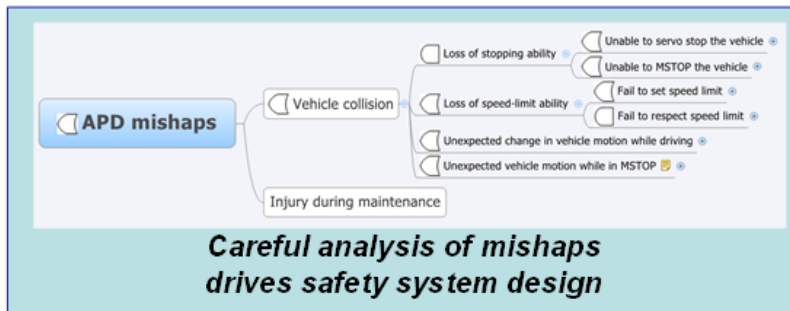 Unable to servo stop the vehicle
Loss of stopping ability
Unable to MSTOP the vehicle
Fail to set speed limit
APD mishaps
Vehicle collision
Loss of speed-limit ability
Fail to respect speed limit
Unexpected change in vehicle motion while driving
Unexpected vehicle motion while in MSTOP
Injury during maintenance
Careful analysis of mishaps
drives safety system design